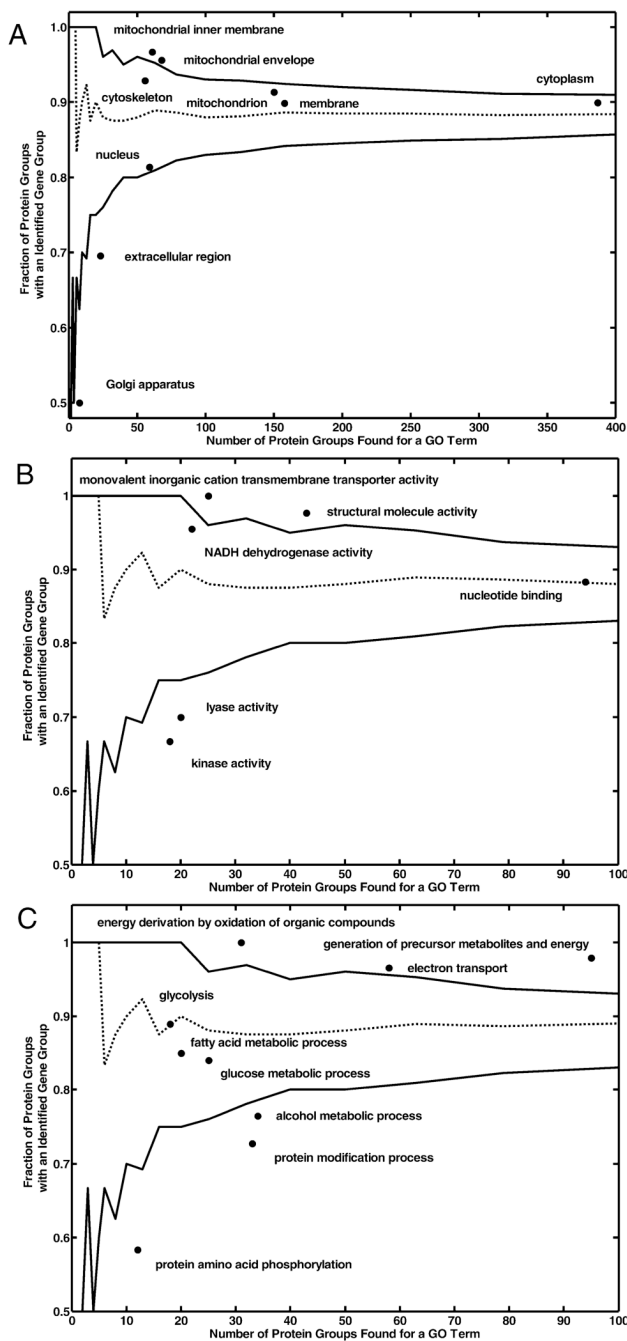 A
1.0
0.9
0.8
0.7
0.6
0.5
Fraction of Protein Groups
with an Identified Gene Group
mitochondrial inner membrane
mitochondrial envelope
cytoplasm
cytoskeleton
mitochondrion
membrane
nucleus
extracellular region
Golgi apparatus
0 50 100 150 200 250 300 350 400
Number of Protein Groups Found for a GO Term
B
1
0.9
0.8
0.7
0.6
0.5
Fraction of Protein Groups
with an Identified Gene Group
monovalent inorganic cation transmembrane transporter activity
structural molecule activity
NADH dehydrogenase activity
nucleotide binding
lyase activity
kinase activity
0 10 20 30 40 50 60 70 80 90 100
Number of Protein Groups Found for a GO Term
C
1
0.9
0.8
0.7
0.6
0.5
Fraction of Protein Groups
with an Identified Gene Group
energy derivation by oxidation of organic compounds
generation of precursor metabolites and energy
electron transport
glycolysis
fatty acid metabolic process
glucose metabolic process
alcohol metabolic process
protein modification process
protein amino acid phosphorylation
0 10 20 30 40 50 60 70 80 90 100
Number of Protein Groups Found for a GO Term